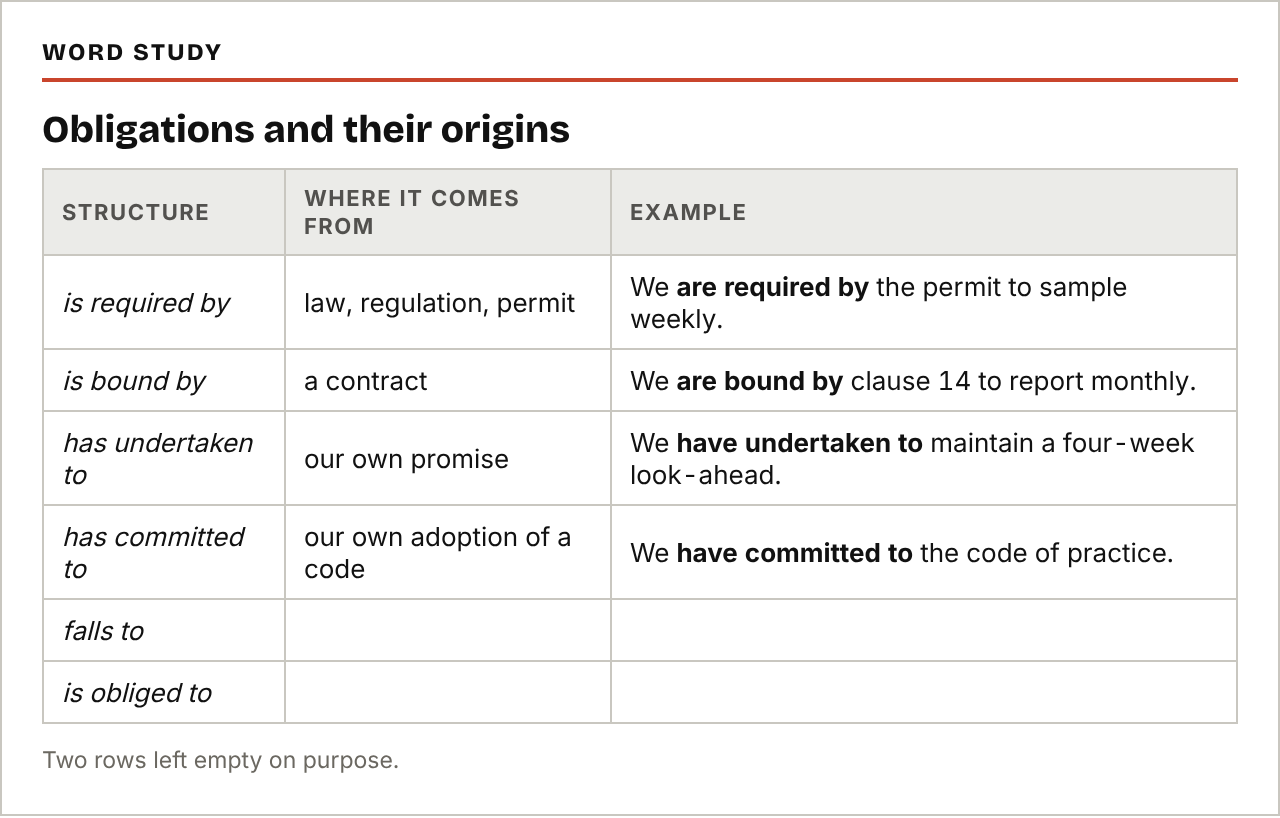 WORD STUDY
Obligations and their origins
STRUCTURE
WHERE IT COMES
FROM
EXAMPLE
is required by
law, regulation, permit
We are required by the permit to sample
weekly.
is bound by
a contract
We are bound by clause 14 to report monthly.
has undertaken
to
our own promise
We have undertaken to maintain a four-week
look-ahead.
has committed
to
our own adoption of a
code
We have committed to the code of practice.
falls to
is obliged to
Two rows left empty on purpose.